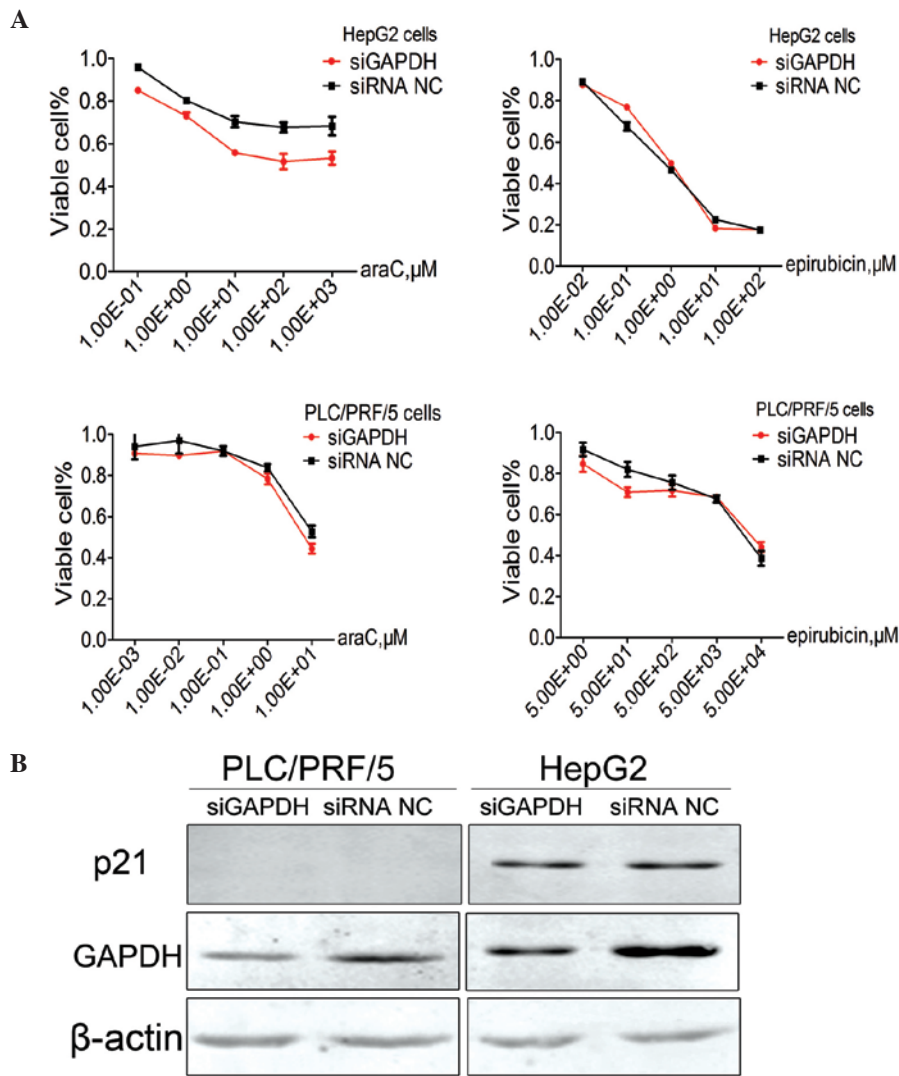 A
HepG2 cells
siGAPDH
siRNA NC
Viable cell%
1.0
0.8
0.6
0.4
0.2
0.0
araC,μM
1.00E-01
1.00E+00
1.00E+01
1.00E+02
1.00E+03
HepG2 cells
siGAPDH
siRNA NC
Viable cell%
1.0
0.8
0.6
0.4
0.2
0.0
epirubicin,μM
1.00E-02
1.00E-01
1.00E+00
1.00E+01
1.00E+02
PLC/PRF/5 cells
siGAPDH
siRNA NC
Viable cell%
1.0
0.8
0.6
0.4
0.2
0.0
araC,μM
1.00E-03
1.00E-02
1.00E-01
1.00E+00
1.00E+01
PLC/PRF/5 cells
siGAPDH
siRNA NC
Viable cell%
1.0
0.8
0.6
0.4
0.2
0.0
epirubicin,μM
5.00E+00
5.00E+01
5.00E+02
5.00E+03
5.00E+04
B
PLC/PRF/5 HepG2
siGAPDH siRNA NC siGAPDH siRNA NC
p21
GAPDH
β-actin